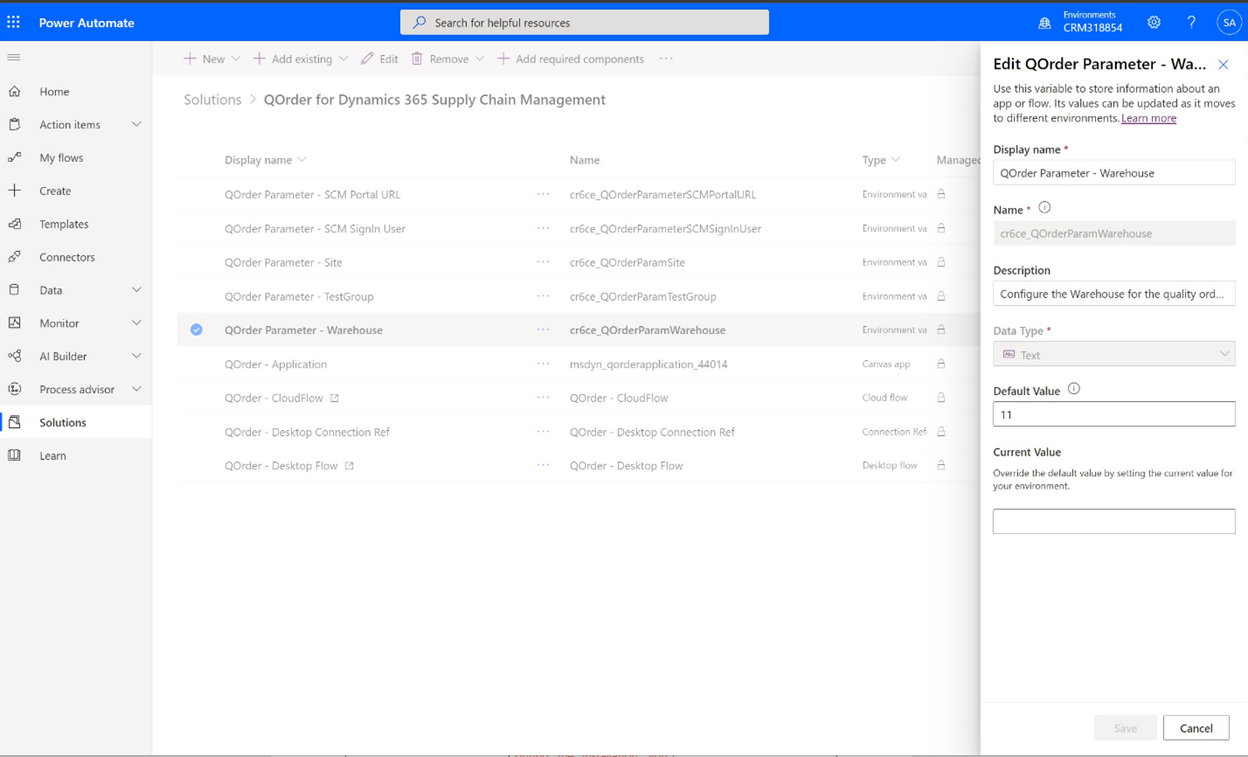 Power Automate
Search for helpful resources
Environments
CRM318854
?
SA
New
Add existing
Edit
Remove
Add required components
...
Home
Action items
My flows
Create
Templates
Connectors
Data
Monitor
AI Builder
Process advisor
Solutions
Learn
Solutions > QOrder for Dynamics 365 Supply Chain Management
Display name Name Type Managed
QOrder Parameter - SCM Portal URL ... cr6ce_QOrderParameterSCMPortalURL Environment va
QOrder Parameter - SCM SignIn User ... cr6ce_QOrderParameterSCMSignInUser Environment va
QOrder Parameter - Site ... cr6ce_QOrderParamSite Environment va
QOrder Parameter - TestGroup ... cr6ce_QOrderParamTestGroup Environment va
QOrder Parameter - Warehouse ... cr6ce_QOrderParamWarehouse Environment va
QOrder - Application ... msdyn_qorderapplication_44014 Canvas app
QOrder - CloudFlow ... QOrder - CloudFlow Cloud flow
QOrder - Desktop Connection Ref ... QOrder - Desktop Connection Ref Connection Ref
QOrder - Desktop Flow ... QOrder - Desktop Flow Desktop flow
Edit QOrder Parameter - Wa...
Use this variable to store information about an
app or flow. Its values can be updated as it moves
to different environments. Learn more
Display name *
QOrder Parameter - Warehouse
Name *
cr6ce_QOrderParamWarehouse
Description
Configure the Warehouse for the quality ord...
Data Type *
Abc Text
Default Value
11
Current Value
Override the default value by setting the current value for
your environment.
Save
Cancel